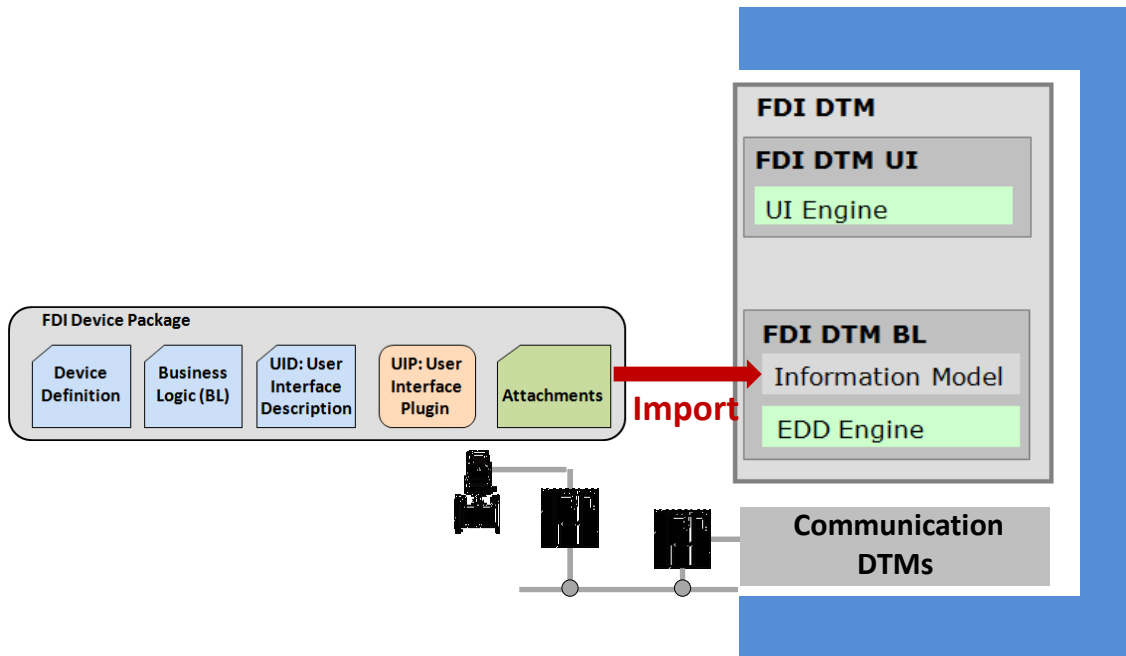 FDI DTM
FDI DTM UI
UI Engine
FDI Device Package
Device
Definition
Business
Logic (BL)
UID: User
Interface
Description
UIP: User
Interface
Plugin
Attachments
Import
FDI DTM BL
Information Model
EDD Engine
Communication
DTMs